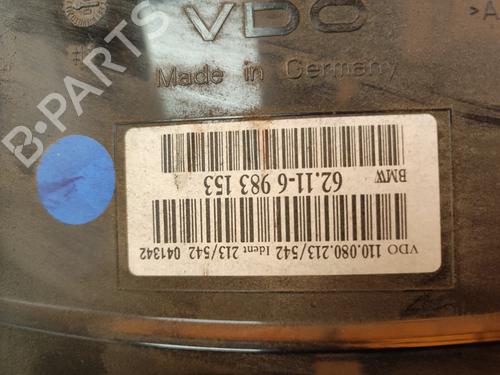 VDO
Made in Germany
>A
B-PARTS
BMW
62.11-6 983 153
VDO 110.080.213/542 Ident 213/542 041342